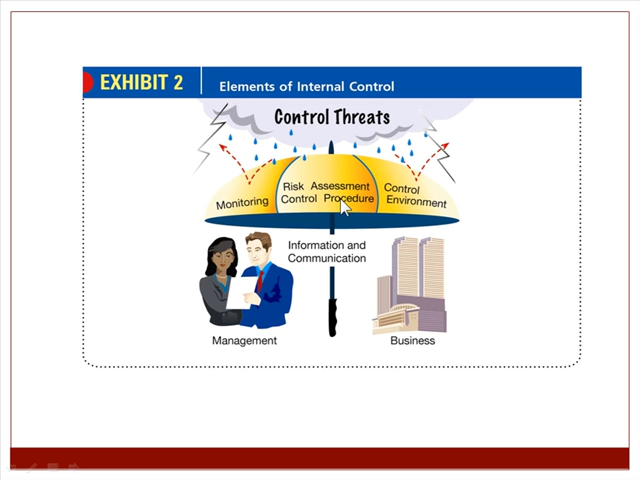 EXHIBIT 2
Elements of Internal Control
Control Threats
Monitoring
Risk Assessment
Control Procedure
Control
Environment
Information and
Communication
Management
Business